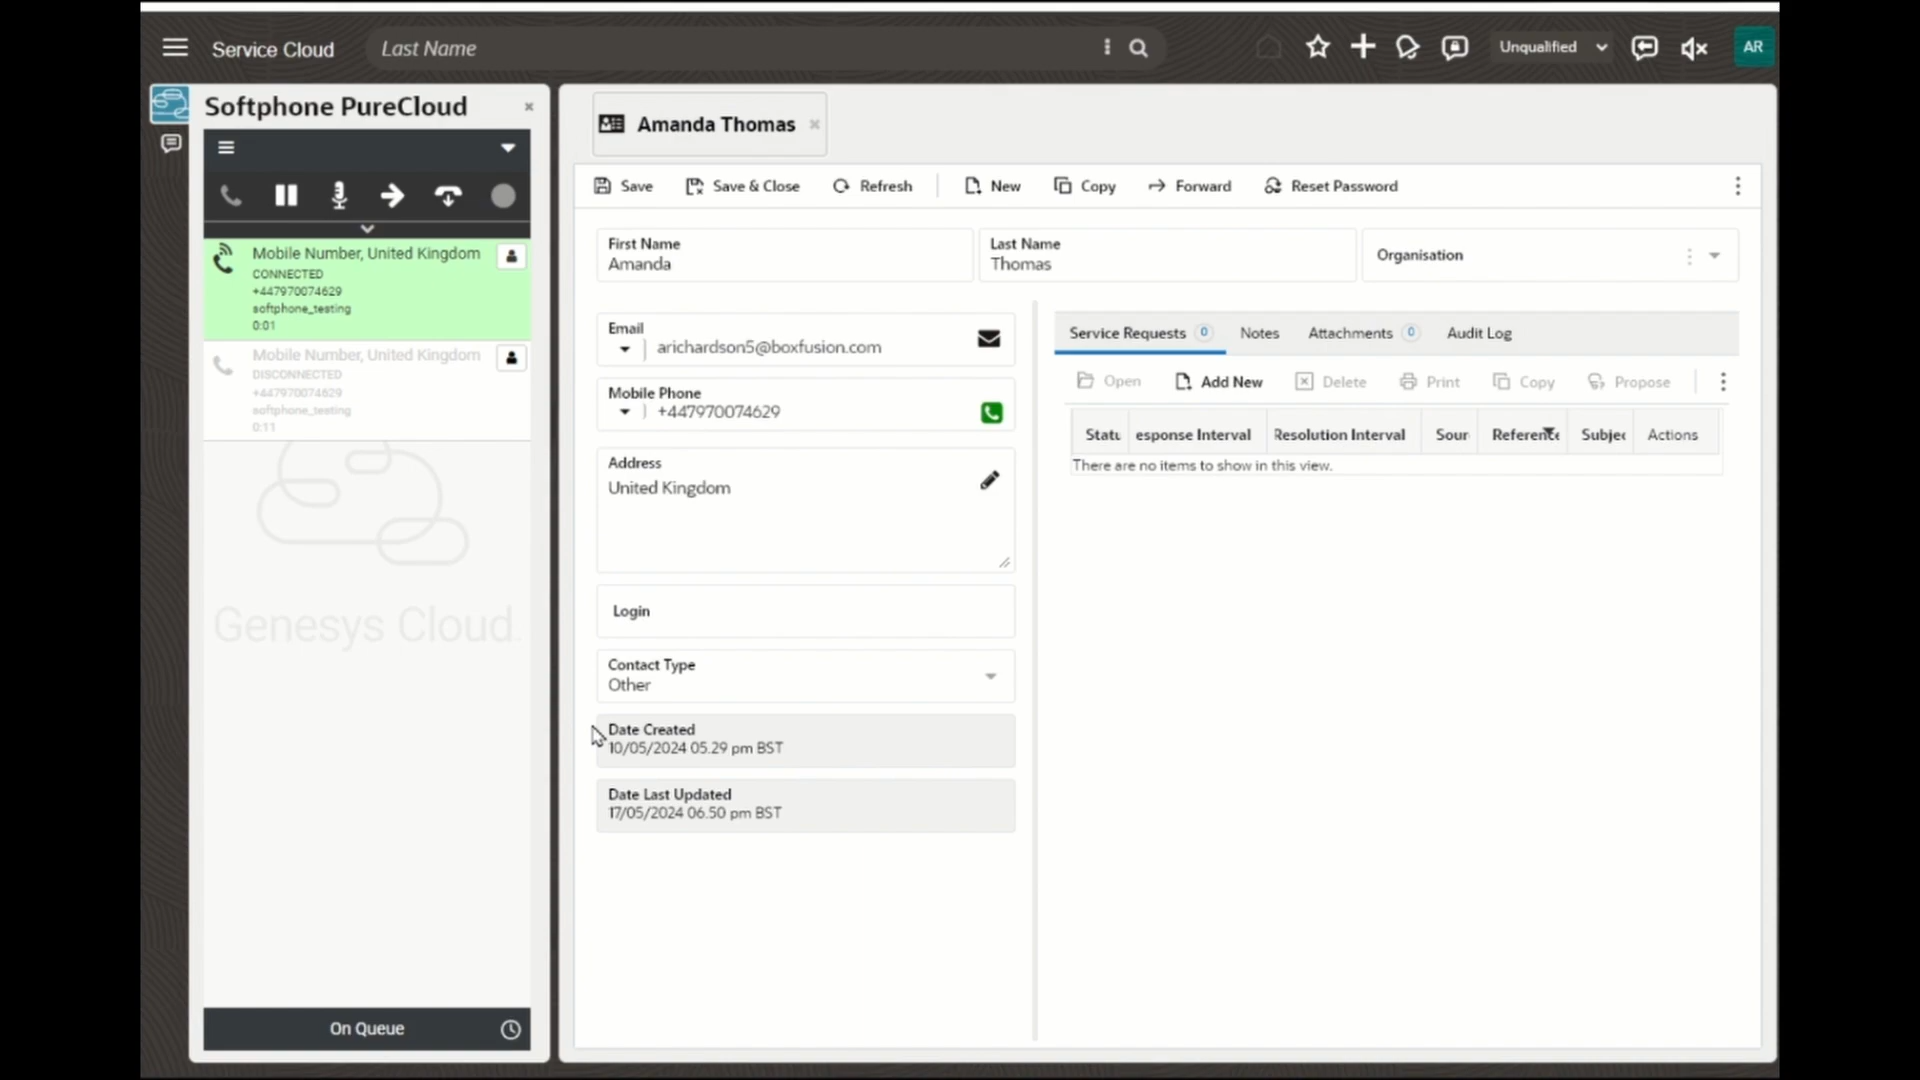 Service Cloud
Last Name
Unqualified
AR
Softphone PureCloud
Mobile Number, United Kingdom
CONNECTED
+447970074629
softphone_testing
0:01
Mobile Number, United Kingdom
DISCONNECTED
+447970074629
softphone_testing
0:11
Genesys Cloud.
On Queue
Amanda Thomas
Save Save & Close Refresh New Copy Forward Reset Password
First Name
Amanda
Last Name
Thomas
Organisation
Email
arichardson5@boxfusion.com
Mobile Phone
+447970074629
Address
United Kingdom
Login
Contact Type
Other
Date Created
10/05/2024 05.29 pm BST
Date Last Updated
17/05/2024 06.50 pm BST
Service Requests 0 Notes Attachments 0 Audit Log
Open Add New Delete Print Copy Propose
Statu esponse Interval Resolution Interval Sour Reference Subjec Actions
There are no items to show in this view.